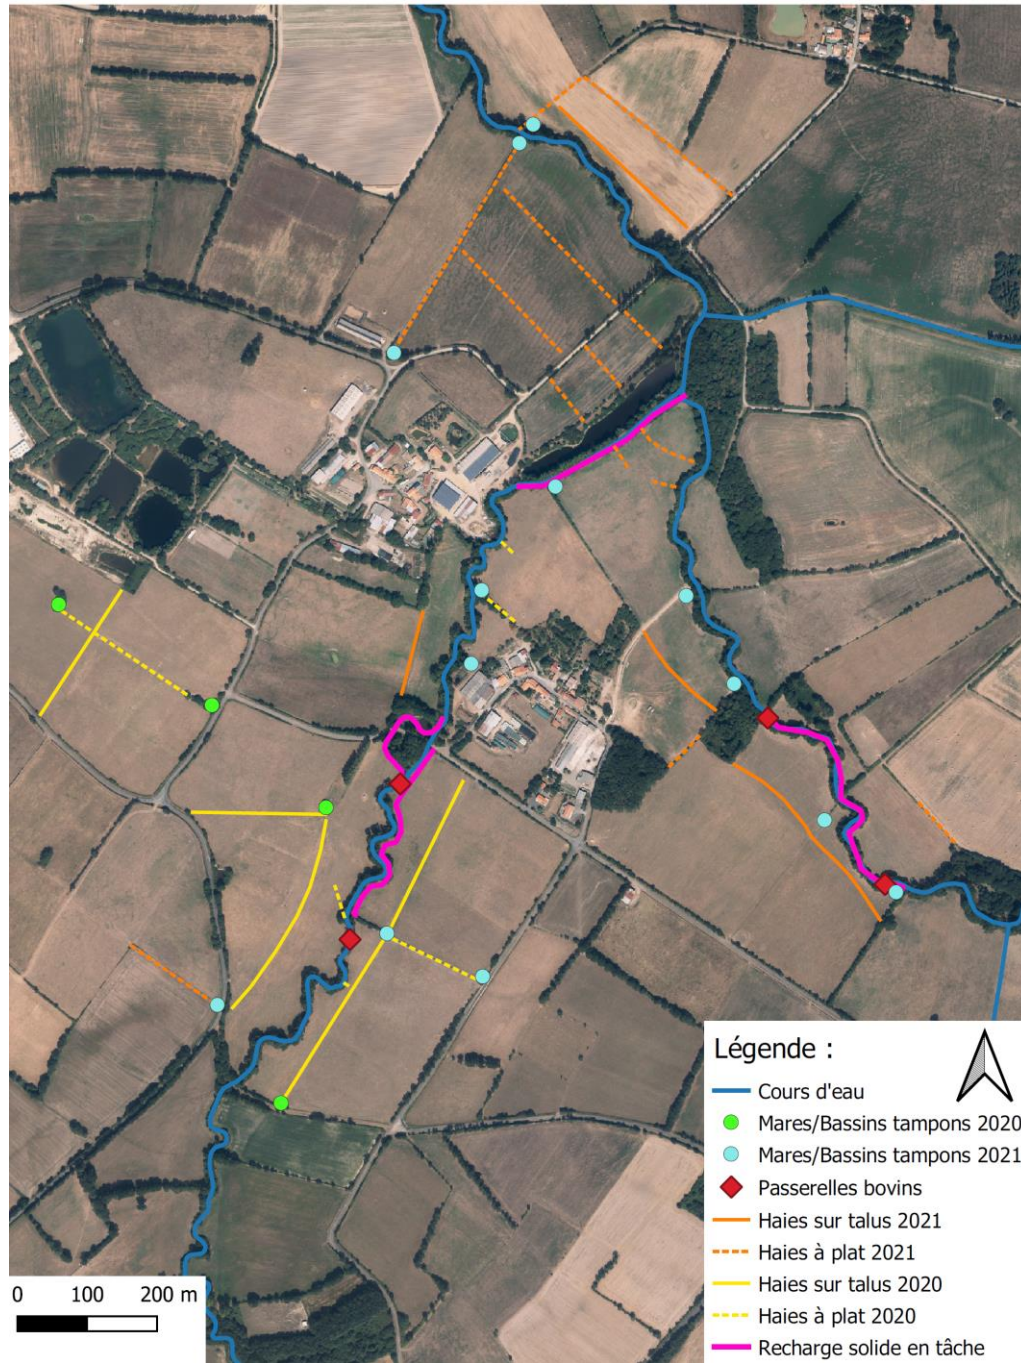 Légende :
Cours d'eau
Mares/Bassins tampons 2020
Mares/Bassins tampons 2021
Passerelles bovins
Haies sur talus 2021
Haies à plat 2021
Haies sur talus 2020
Haies à plat 2020
Recharge solide en tâche
0 100 200 m